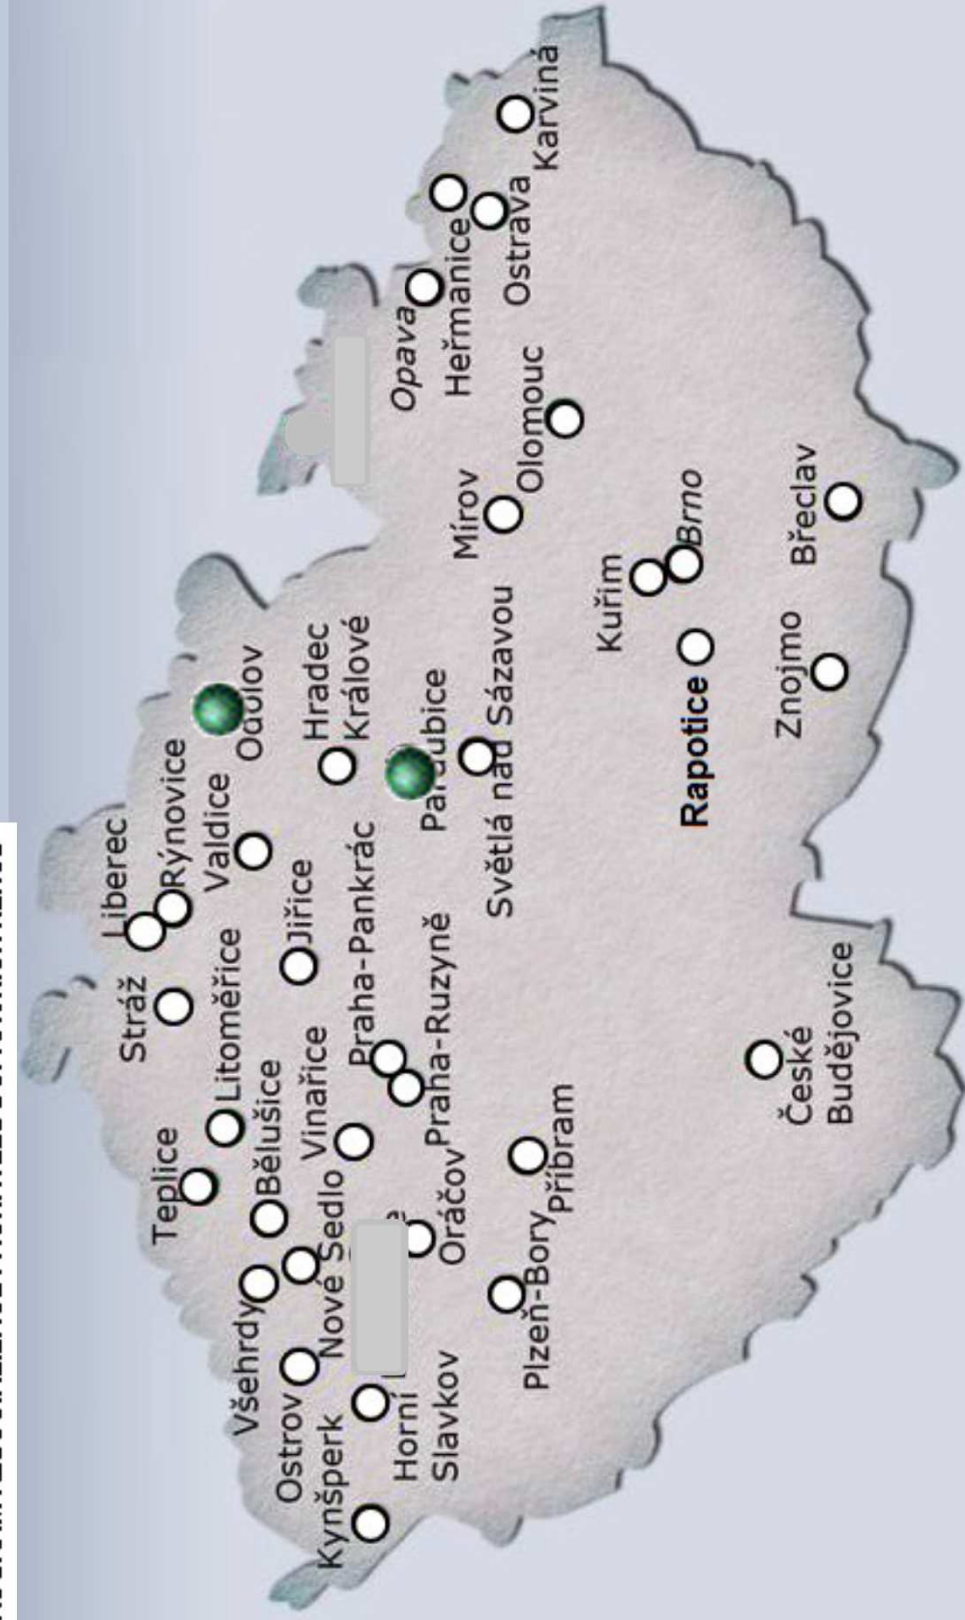 Liberec
Rýnovice
Stráž
Valdice
Odolov
Litoměřice
Teplice
Jiřice
Hradec
Králové
Bělušice
Vinařice
Praha-Pankrác
Pardubice
Všehrdy
Nové Sedlo
Praha-Ruzyně
Světlá nad Sázavou
Ostrov
Oráčov
Kynšperk
Horní
Slavkov
Plzeň-Bory
Příbram
Opava
Heřmanice
Ostrava
Karviná
Mírov
Olomouc
Kuřim
Brno
Rapotice
Znojmo
Břeclav
České
Budějovice